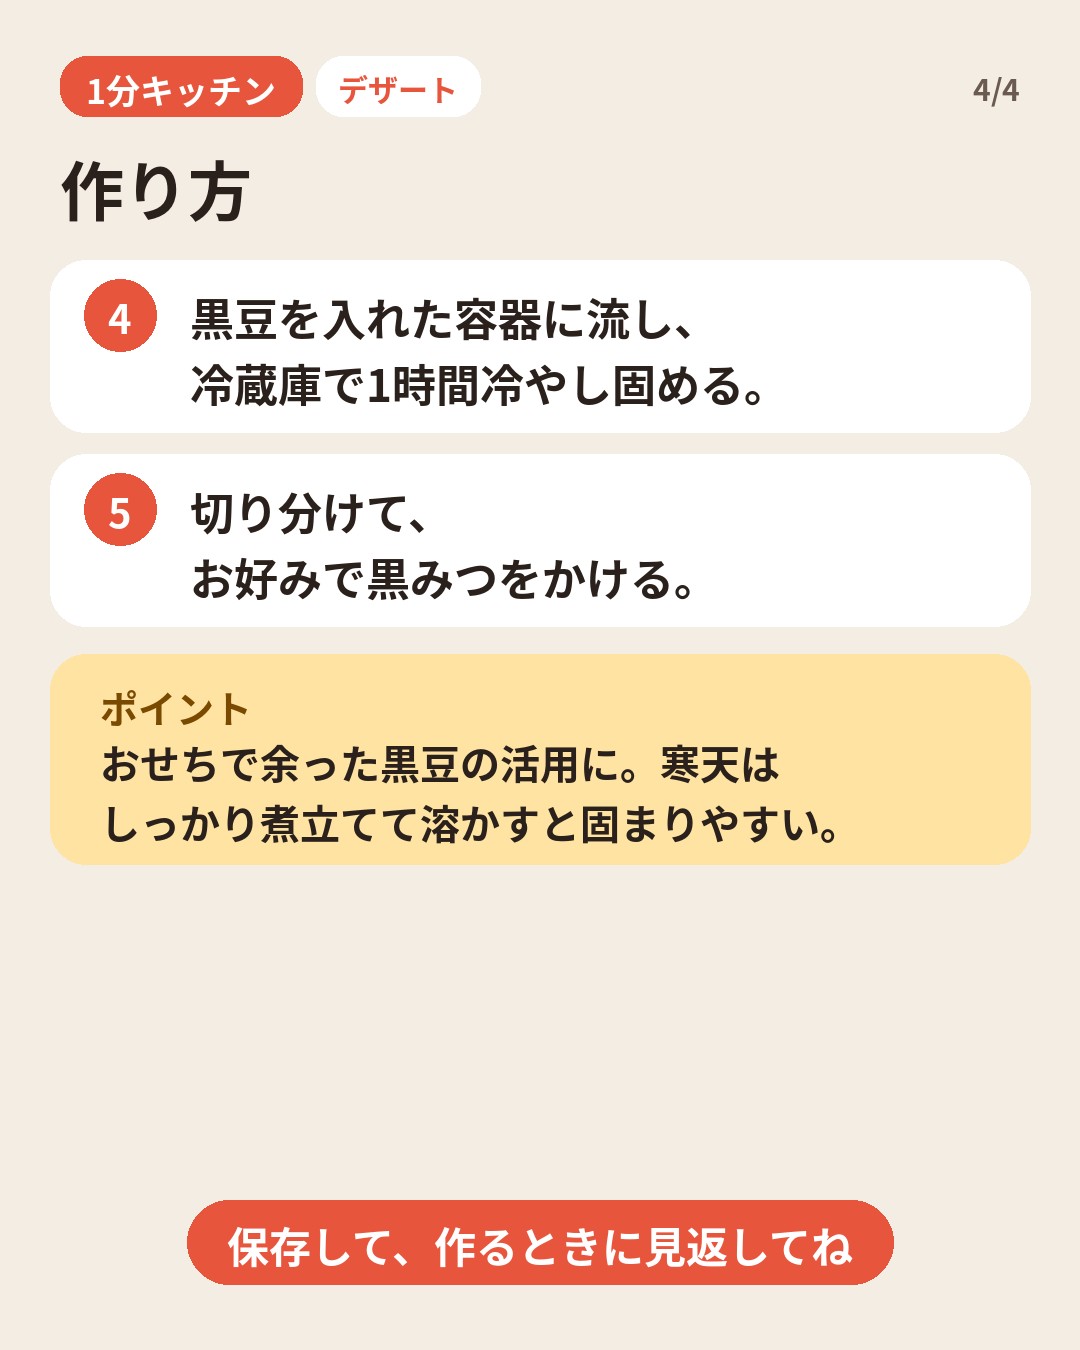 1分キッチン デザート 4/4
作り方
4 黒豆を入れた容器に流し、
冷蔵庫で1時間冷やし固める。
5 切り分けて、
お好みで黒みつをかける。
ポイント
おせちで余った黒豆の活用に。寒天は
しっかり煮立てて溶かすと固まりやすい。
保存して、作るときに見返してね